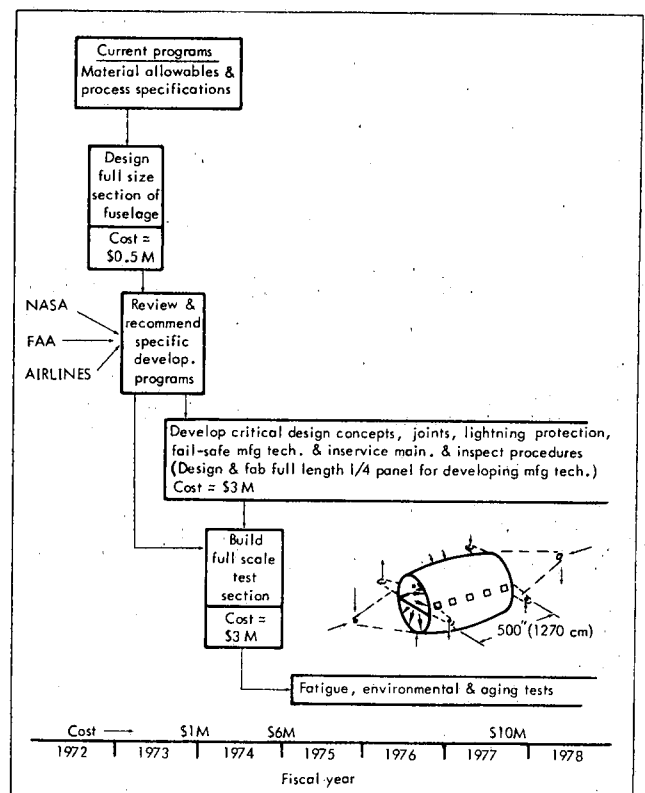 Current programs
Material allowables &
process specifications
Design
full size
section of
fuselage
Cost =
$0.5 M
NASA
FAA
AIRLINES
Review &
recommend
specific
develop.
programs
Develop critical design concepts, joints, lightning protection,
fail-safe mfg tech. & inservice main. & inspect procedures
(Design & fab full length 1/4 panel for developing mfg tech.)
Cost = $3 M
Build
full scale
test
section
Cost =
$3 M
500" (1270 cm)
Fatigue, environmental & aging tests
Cost $1M $6M $10M
1972 1973 1974 1975 1976 1977 1978
Fiscal year